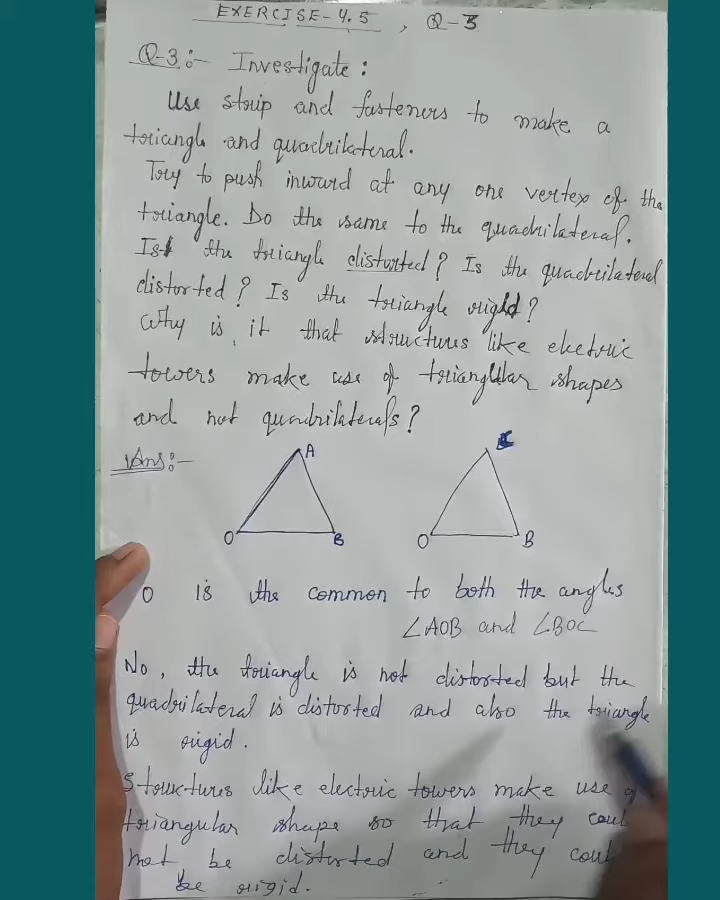 EXERCISE-4.5, Q-3
Q-3:- Investigate:
Use strip and fasteners to make a
triangle and quadrilateral.
Try to push inward at any one vertex of the
triangle. Do the same to the quadrilateral.
Is the triangle distorted? Is the quadrilateral
distorted? Is the triangle rigid?
Why is it that structures like electric
towers make use of triangular shapes
and not quadrilaterals?
Ans:-
A C
O B O B
O is the common to both the angles
∠AOB and ∠BOC
No, the triangle is not distorted but the
quadrilateral is distorted and also the triangle
is rigid.
Structures like electric towers make use
triangular shape so that they
not be distorted and they
be rigid.